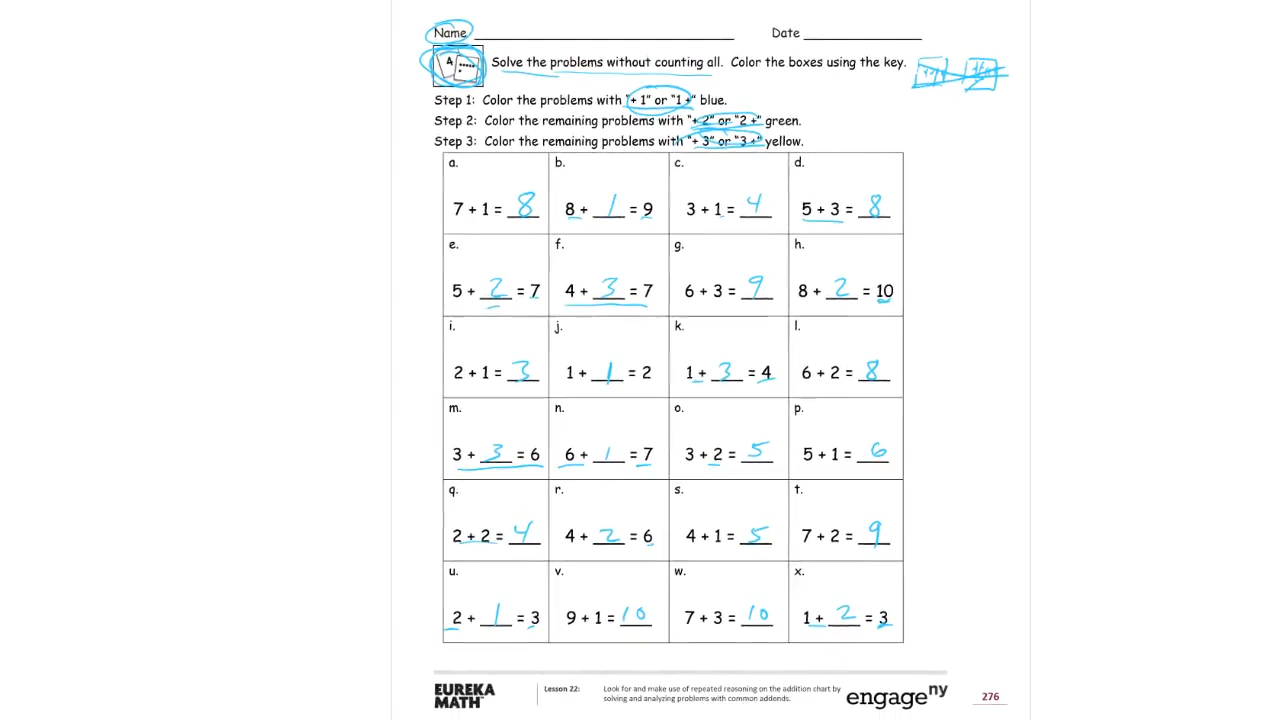 Name _______ Date _______
4 Solve the problems without counting all. Color the boxes using the key.
Step 1: Color the problems with "+ 1" or "1 +" blue.
Step 2: Color the remaining problems with "+ 2" or "2 +" green.
Step 3: Color the remaining problems with "+ 3" or "3 +" yellow.
a. b. c. d.
7 + 1 = 8 8 + 1 = 9 3 + 1 = 4 5 + 3 = 8
e. f. g. h.
5 + 2 = 7 4 + 3 = 7 6 + 3 = 9 8 + 2 = 10
i. j. k. l.
2 + 1 = 3 1 + 1 = 2 1 + 3 = 4 6 + 2 = 8
m. n. o. p.
3 + 3 = 6 6 + 1 = 7 3 + 2 = 5 5 + 1 = 6
q. r. s. t.
2 + 2 = 4 4 + 2 = 6 4 + 1 = 5 7 + 2 = 9
u. v. w. x.
2 + 1 = 3 9 + 1 = 10 7 + 3 = 10 1 + 2 = 3
EUREKA MATH™
Lesson 22: Look for and make use of repeated reasoning on the addition chart by
solving and analyzing problems with common addends.
engage ny
276